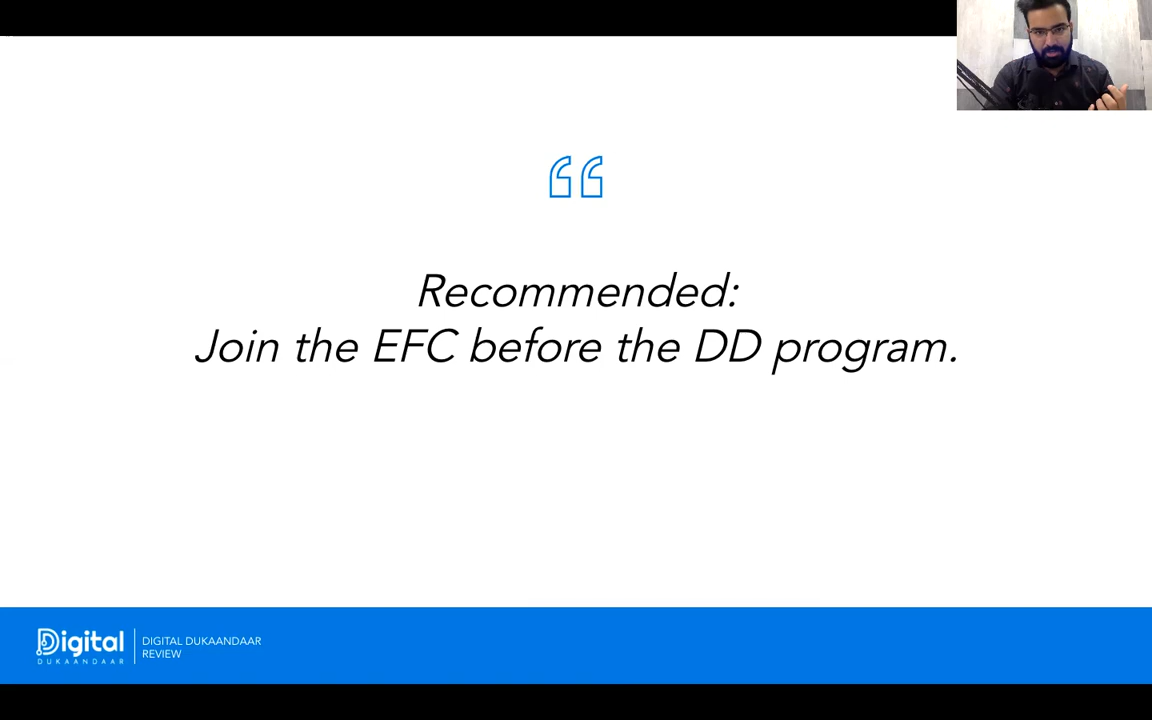 Recommended:
Join the EFC before the DD program.
Digital
DUKAANDAAR
DIGITAL DUKAANDAAR
REVIEW